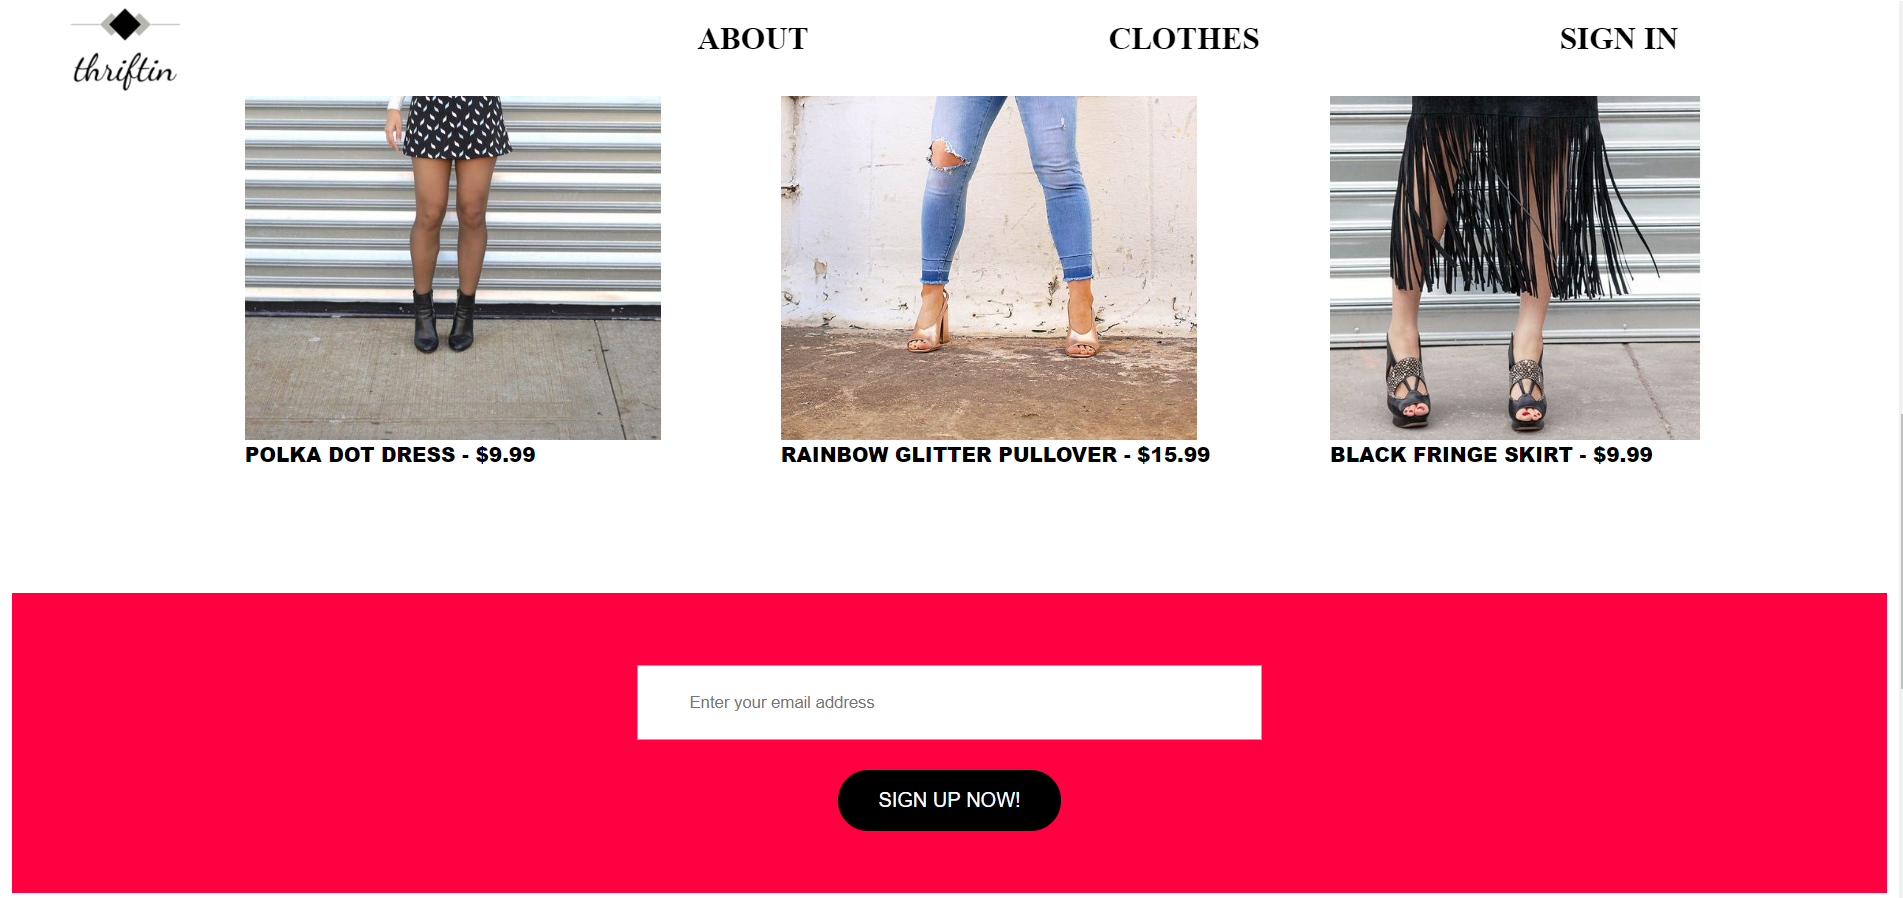 thriftin
ABOUT
CLOTHES
SIGN IN
POLKA DOT DRESS - $9.99
RAINBOW GLITTER PULLOVER - $15.99
BLACK FRINGE SKIRT - $9.99
Enter your email address
SIGN UP NOW!